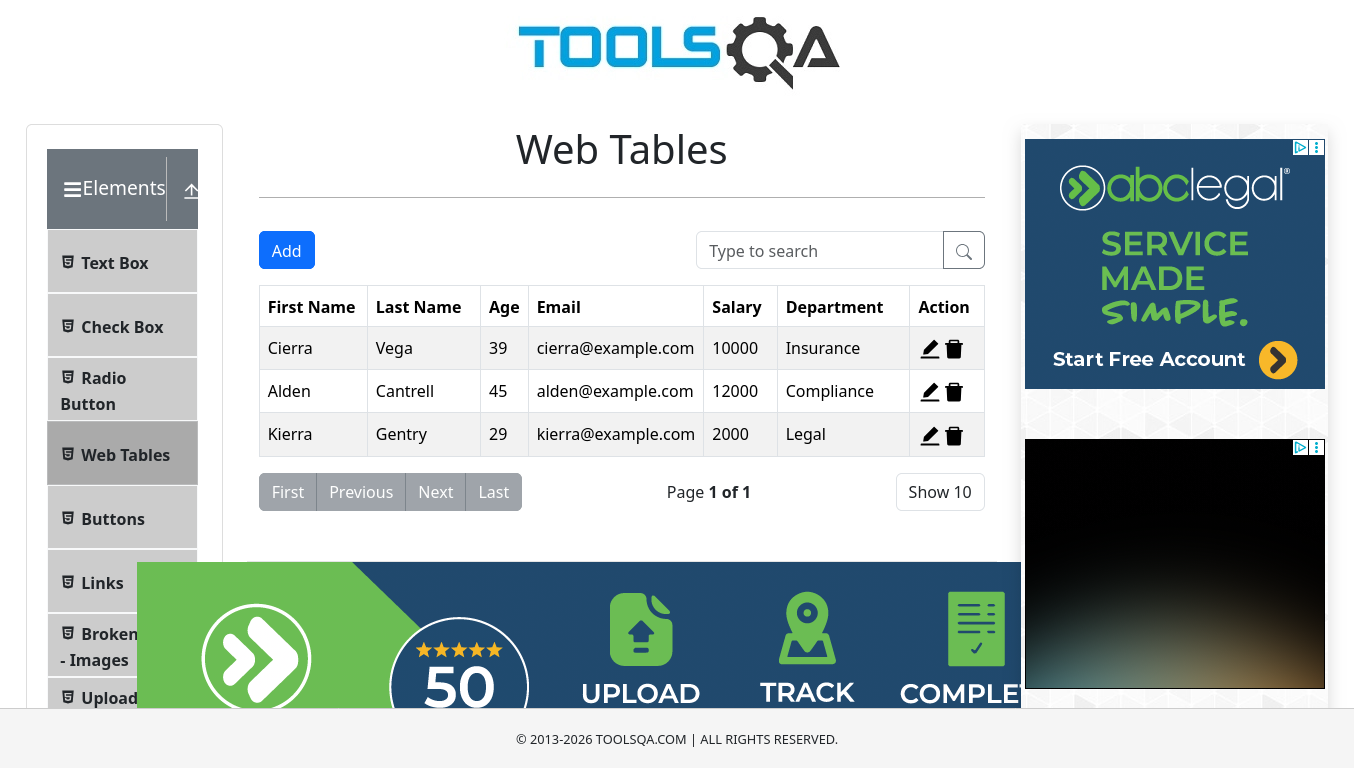 TOOLSQA
Web Tables
Elements
Text Box
Check Box
Radio
Button
Web Tables
Buttons
Links
Broken
- Images
Upload
Add
Type to search
First Name Last Name Age Email Salary Department Action
Cierra Vega 39 cierra@example.com 10000 Insurance
Alden Cantrell 45 alden@example.com 12000 Compliance
Kierra Gentry 29 kierra@example.com 2000 Legal
First Previous Next Last
Page 1 of 1
Show 10
abclegal®
SERVICE
MADE
SIMPLE.
Start Free Account
50
UPLOAD
TRACK
COMPLE
© 2013-2026 TOOLSQA.COM | ALL RIGHTS RESERVED.